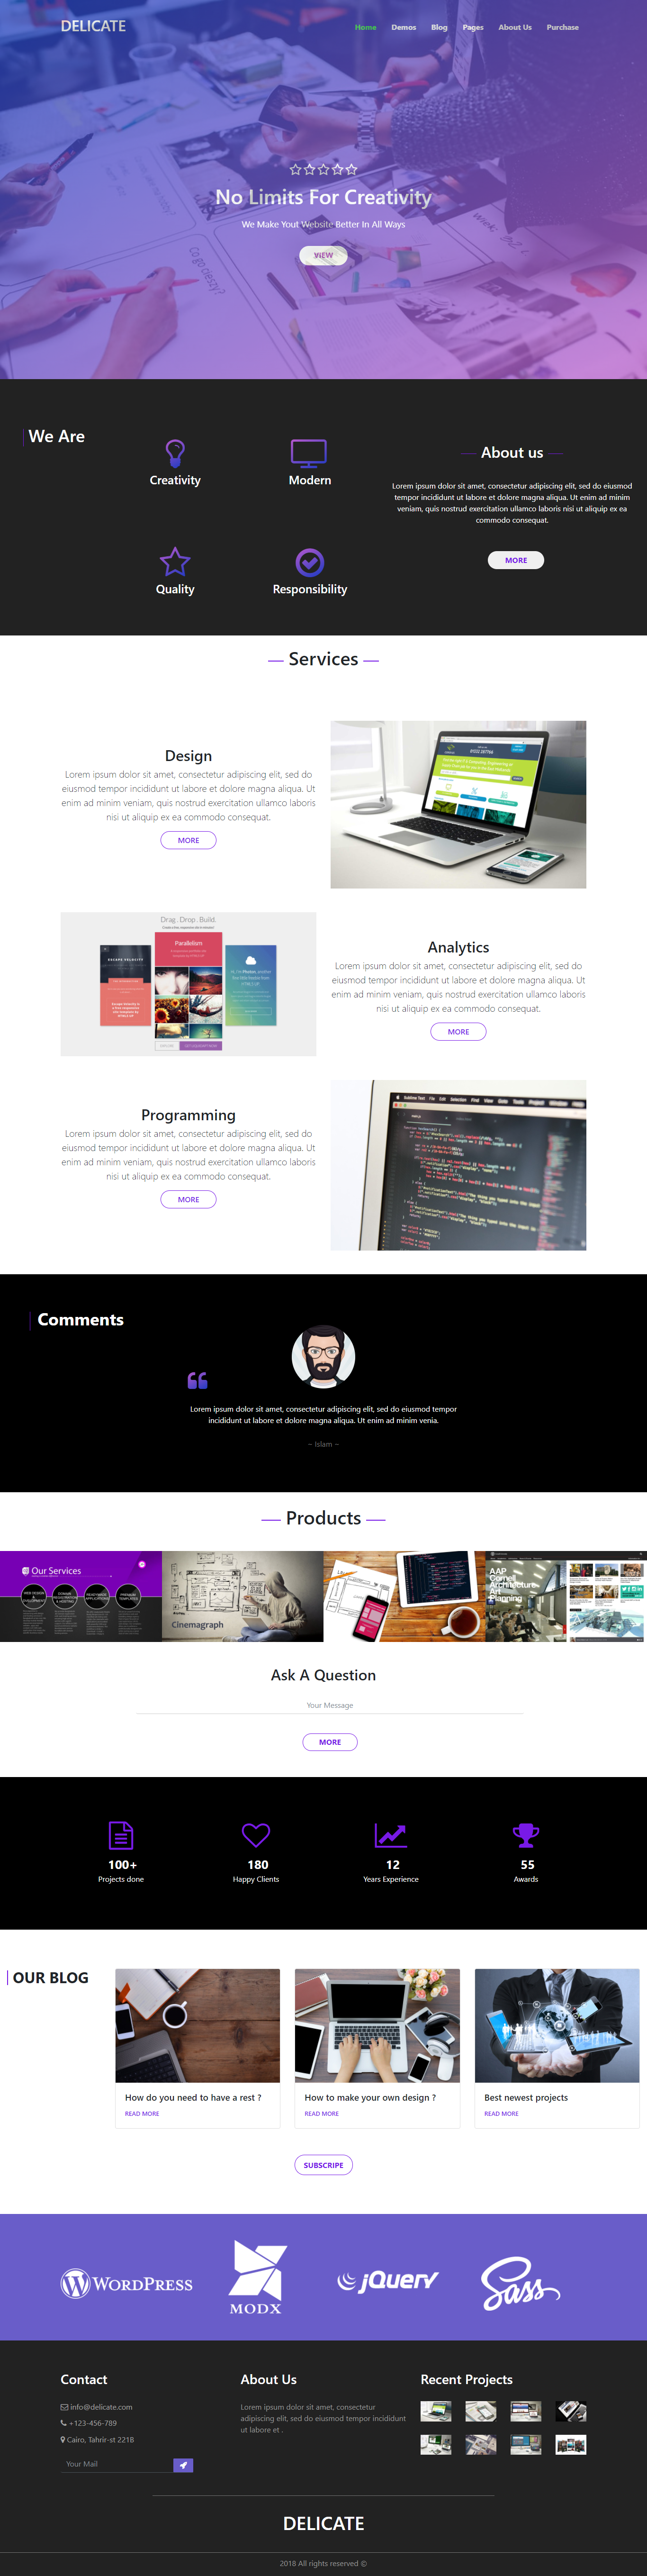 DELICATE
Home Demos Blog Pages About Us Purchase
No Limits For Creativity
We Make Yout Website Better In All Ways
VIEW
We Are
Creativity
Modern
Quality
Responsibility
About us
Lorem ipsum dolor sit amet, consectetur adipiscing elit, sed do eiusmod
tempor incididunt ut labore et dolore magna aliqua. Ut enim ad minim
veniam, quis nostrud exercitation ullamco laboris nisi ut aliquip ex ea
commodo consequat.
MORE
Services
Design
Lorem ipsum dolor sit amet, consectetur adipiscing elit, sed do
eiusmod tempor incididunt ut labore et dolore magna aliqua. Ut
enim ad minim veniam, quis nostrud exercitation ullamco laboris
nisi ut aliquip ex ea commodo consequat.
MORE
Drag. Drop. Build.
Parallelism
ESCAPE VELOCITY
Analytics
Lorem ipsum dolor sit amet, consectetur adipiscing elit, sed do
eiusmod tempor incididunt ut labore et dolore magna aliqua. Ut
enim ad minim veniam, quis nostrud exercitation ullamco laboris
nisi ut aliquip ex ea commodo consequat.
MORE
Programming
Lorem ipsum dolor sit amet, consectetur adipiscing elit, sed do
eiusmod tempor incididunt ut labore et dolore magna aliqua. Ut
enim ad minim veniam, quis nostrud exercitation ullamco laboris
nisi ut aliquip ex ea commodo consequat.
MORE
Comments
Lorem ipsum dolor sit amet, consectetur adipiscing elit, sed do eiusmod tempor
incididunt ut labore et dolore magna aliqua. Ut enim ad minim venia.
~ Islam ~
Products
Our Services
Cinemagraph
AAP
Cornell
Architecture
Art
Planning
Ask A Question
Your Message
MORE
100+
Projects done
180
Happy Clients
12
Years Experience
55
Awards
OUR BLOG
How do you need to have a rest ?
READ MORE
How to make your own design ?
READ MORE
Best newest projects
READ MORE
SUBSCRIPE
WORDPRESS
MODX
jQuery
Sass
Contact
info@delicate.com
+123-456-789
Cairo, Tahrir-st 221B
Your Mail
About Us
Lorem ipsum dolor sit amet, consectetur
adipiscing elit, sed do eiusmod tempor incididunt
ut labore et .
Recent Projects
DELICATE
2018 All rights reserved ©